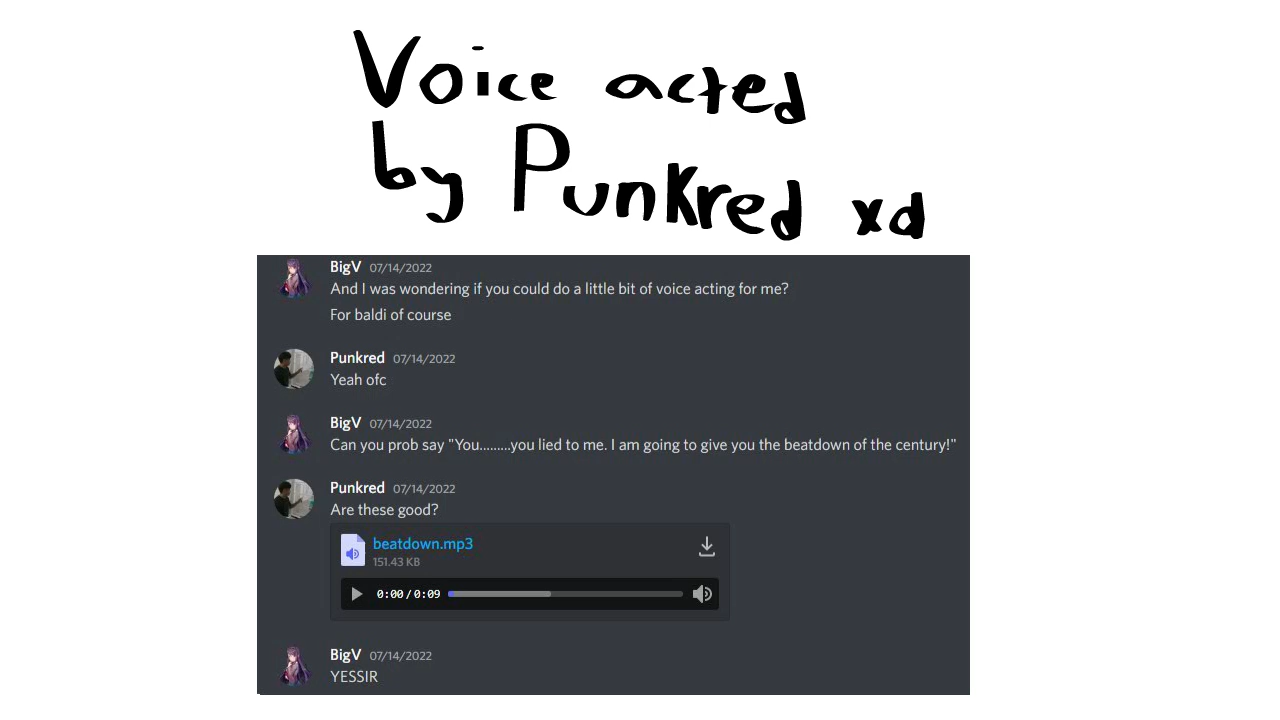 Voice acted
by Punkred xd
BigV 07/14/2022
And I was wondering if you could do a little bit of voice acting for me?
For baldi of course
Punkred 07/14/2022
Yeah ofc
BigV 07/14/2022
Can you prob say "You.........you lied to me. I am going to give you the beatdown of the century!"
Punkred 07/14/2022
Are these good?
beatdown.mp3
151.43 KB
0:00/0:09
BigV 07/14/2022
YESSIR